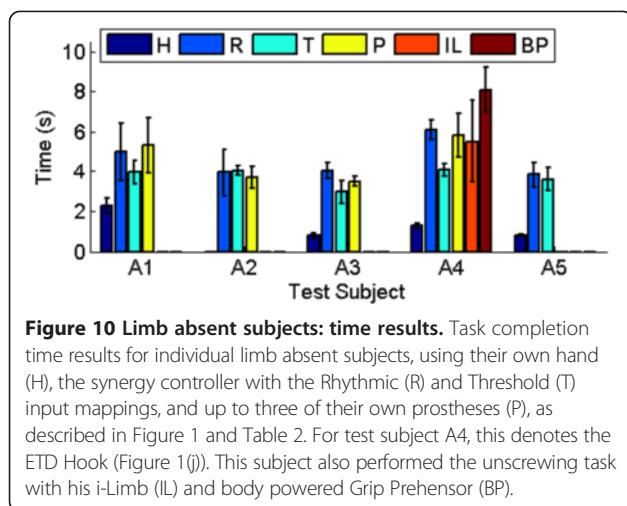 H R T P IL BP
10
8
6
4
2
0
Time (s)
A1 A2 A3 A4 A5
Test Subject
Figure 10 Limb absent subjects: time results. Task completion
time results for individual limb absent subjects, using their own hand
(H), the synergy controller with the Rhythmic (R) and Threshold (T)
input mappings, and up to three of their own prostheses (P), as
described in Figure 1 and Table 2. For test subject A4, this denotes the
ETD Hook (Figure 1(j)). This subject also performed the unscrewing task
with his i-Limb (IL) and body powered Grip Prehensor (BP).